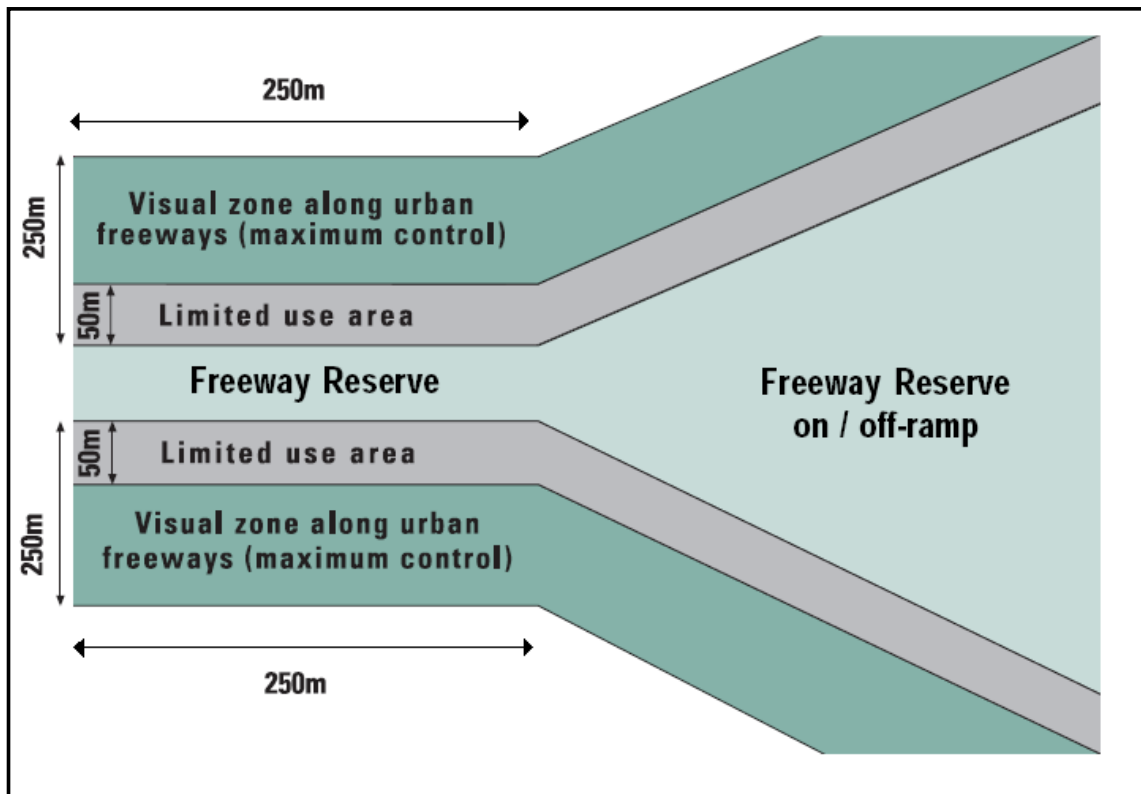 250m
250m
Visual zone along urban
freeways (maximum control)
50m
Limited use area
Freeway Reserve
Freeway Reserve
on / off-ramp
50m
Limited use area
250m
Visual zone along urban
freeways (maximum control)
250m